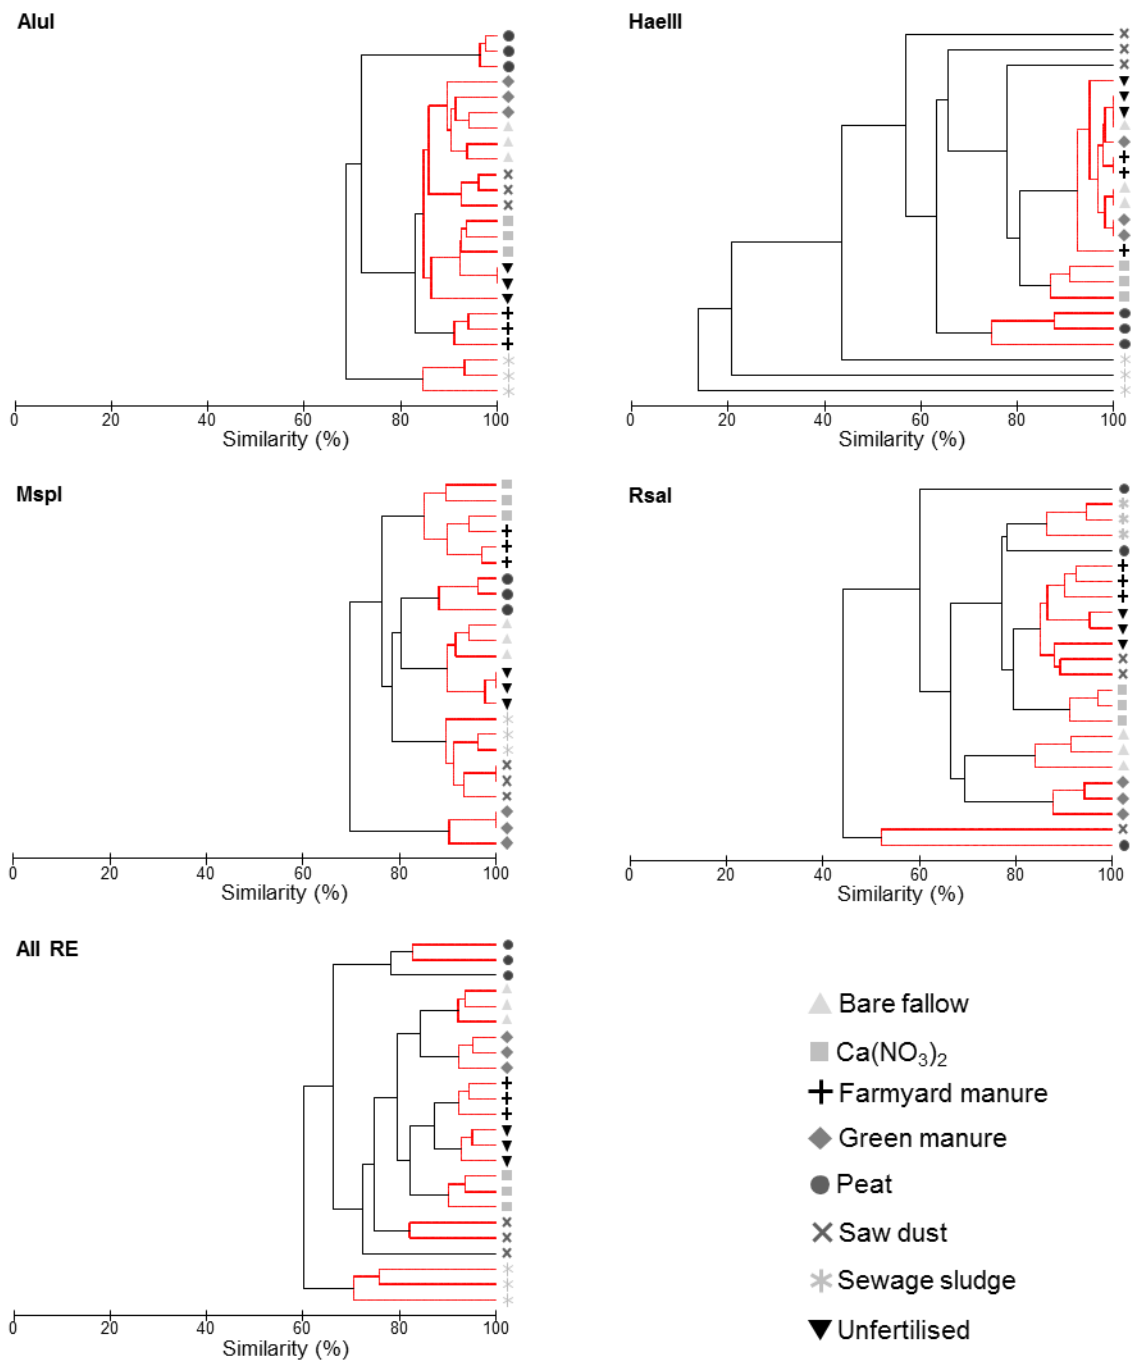 AluI
0 20 40 60 80 100
Similarity (%)
HaeIII
0 20 40 60 80 100
Similarity (%)
MspI
0 20 40 60 80 100
Similarity (%)
RsaI
0 20 40 60 80 100
Similarity (%)
All RE
0 20 40 60 80 100
Similarity (%)
Bare fallow
Ca(NO₃)₂
Farmyard manure
Green manure
Peat
Saw dust
Sewage sludge
Unfertilised